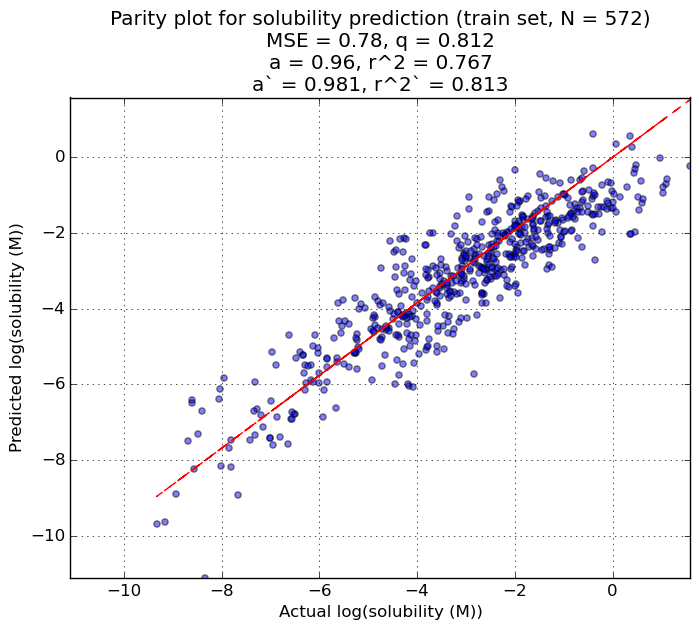 Parity plot for solubility prediction (train set, N = 572)
MSE = 0.78, q = 0.812
a = 0.96, r^2 = 0.767
a` = 0.981, r^2` = 0.813
0
−2
−4
−6
−8
−10
Predicted log(solubility (M))
−10 −8 −6 −4 −2 0
Actual log(solubility (M))